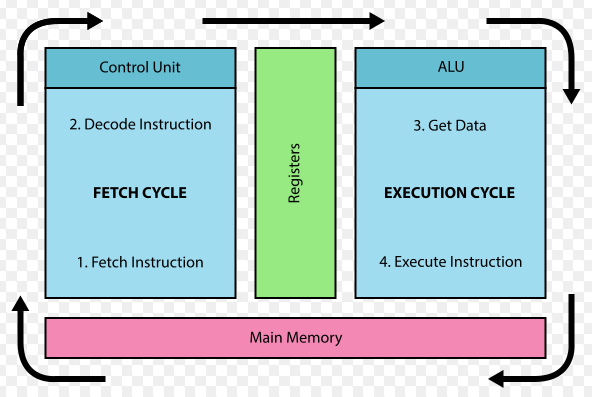 Control Unit
2. Decode Instruction
FETCH CYCLE
1. Fetch Instruction
Registers
ALU
3. Get Data
EXECUTION CYCLE
4. Execute Instruction
Main Memory